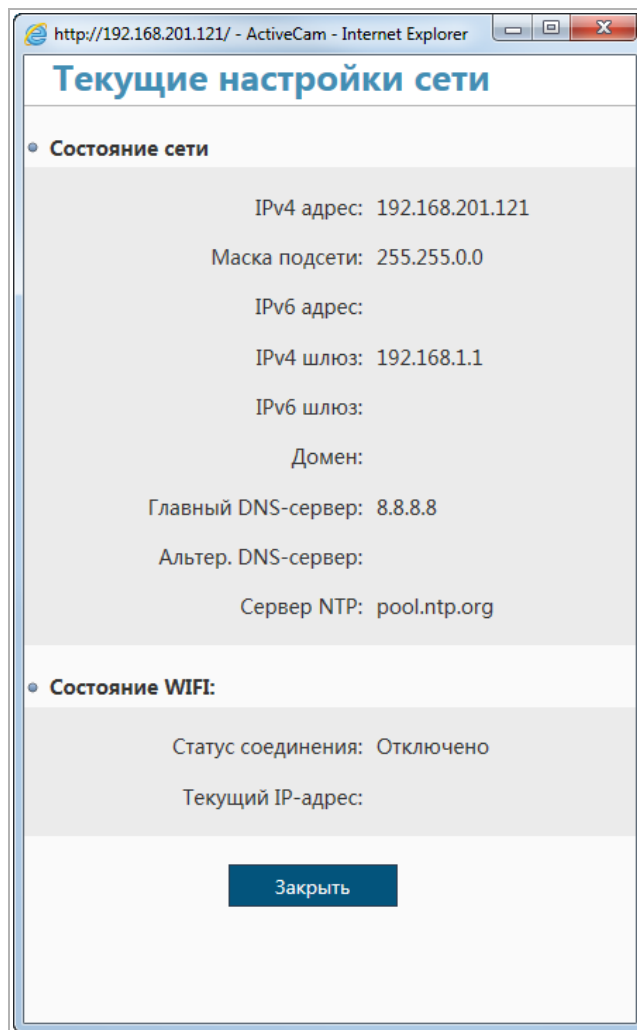 http://192.168.201.121/ - ActiveCam - Internet Explorer
Текущие настройки сети
Состояние сети
IPv4 адрес: 192.168.201.121
Маска подсети: 255.255.0.0
IPv6 адрес:
IPv4 шлюз: 192.168.1.1
IPv6 шлюз:
Домен:
Главный DNS-сервер: 8.8.8.8
Альтер. DNS-сервер:
Сервер NTP: pool.ntp.org
Состояние WIFI:
Статус соединения: Отключено
Текущий IP-адрес:
Закрыть